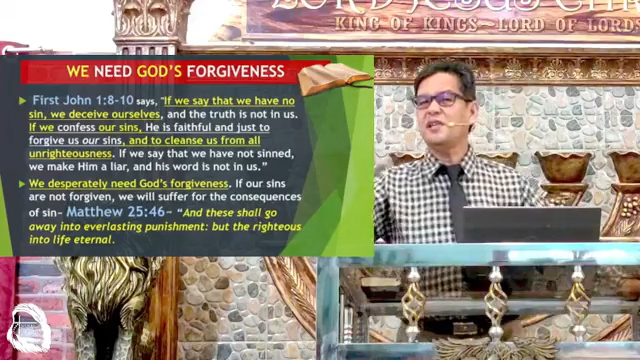 LORD JESUS CHRI
KING OF KINGS~LORD OF LORD
WE NEED GOD'S FORGIVENESS
First John 1:8-10 says, "If we say that we have no
sin, we deceive ourselves, and the truth is not in us.
If we confess our sins, He is faithful and just to
forgive us our sins, and to cleanse us from all
unrighteousness. If we say that we have not sinned,
we make Him a liar, and his word is not in us."
We desperately need God's forgiveness. If our sins
are not forgiven, we will suffer for the consequences
of sin~ Matthew 25:46~ "And these shall go
away into everlasting punishment: but the righteous
into life eternal.